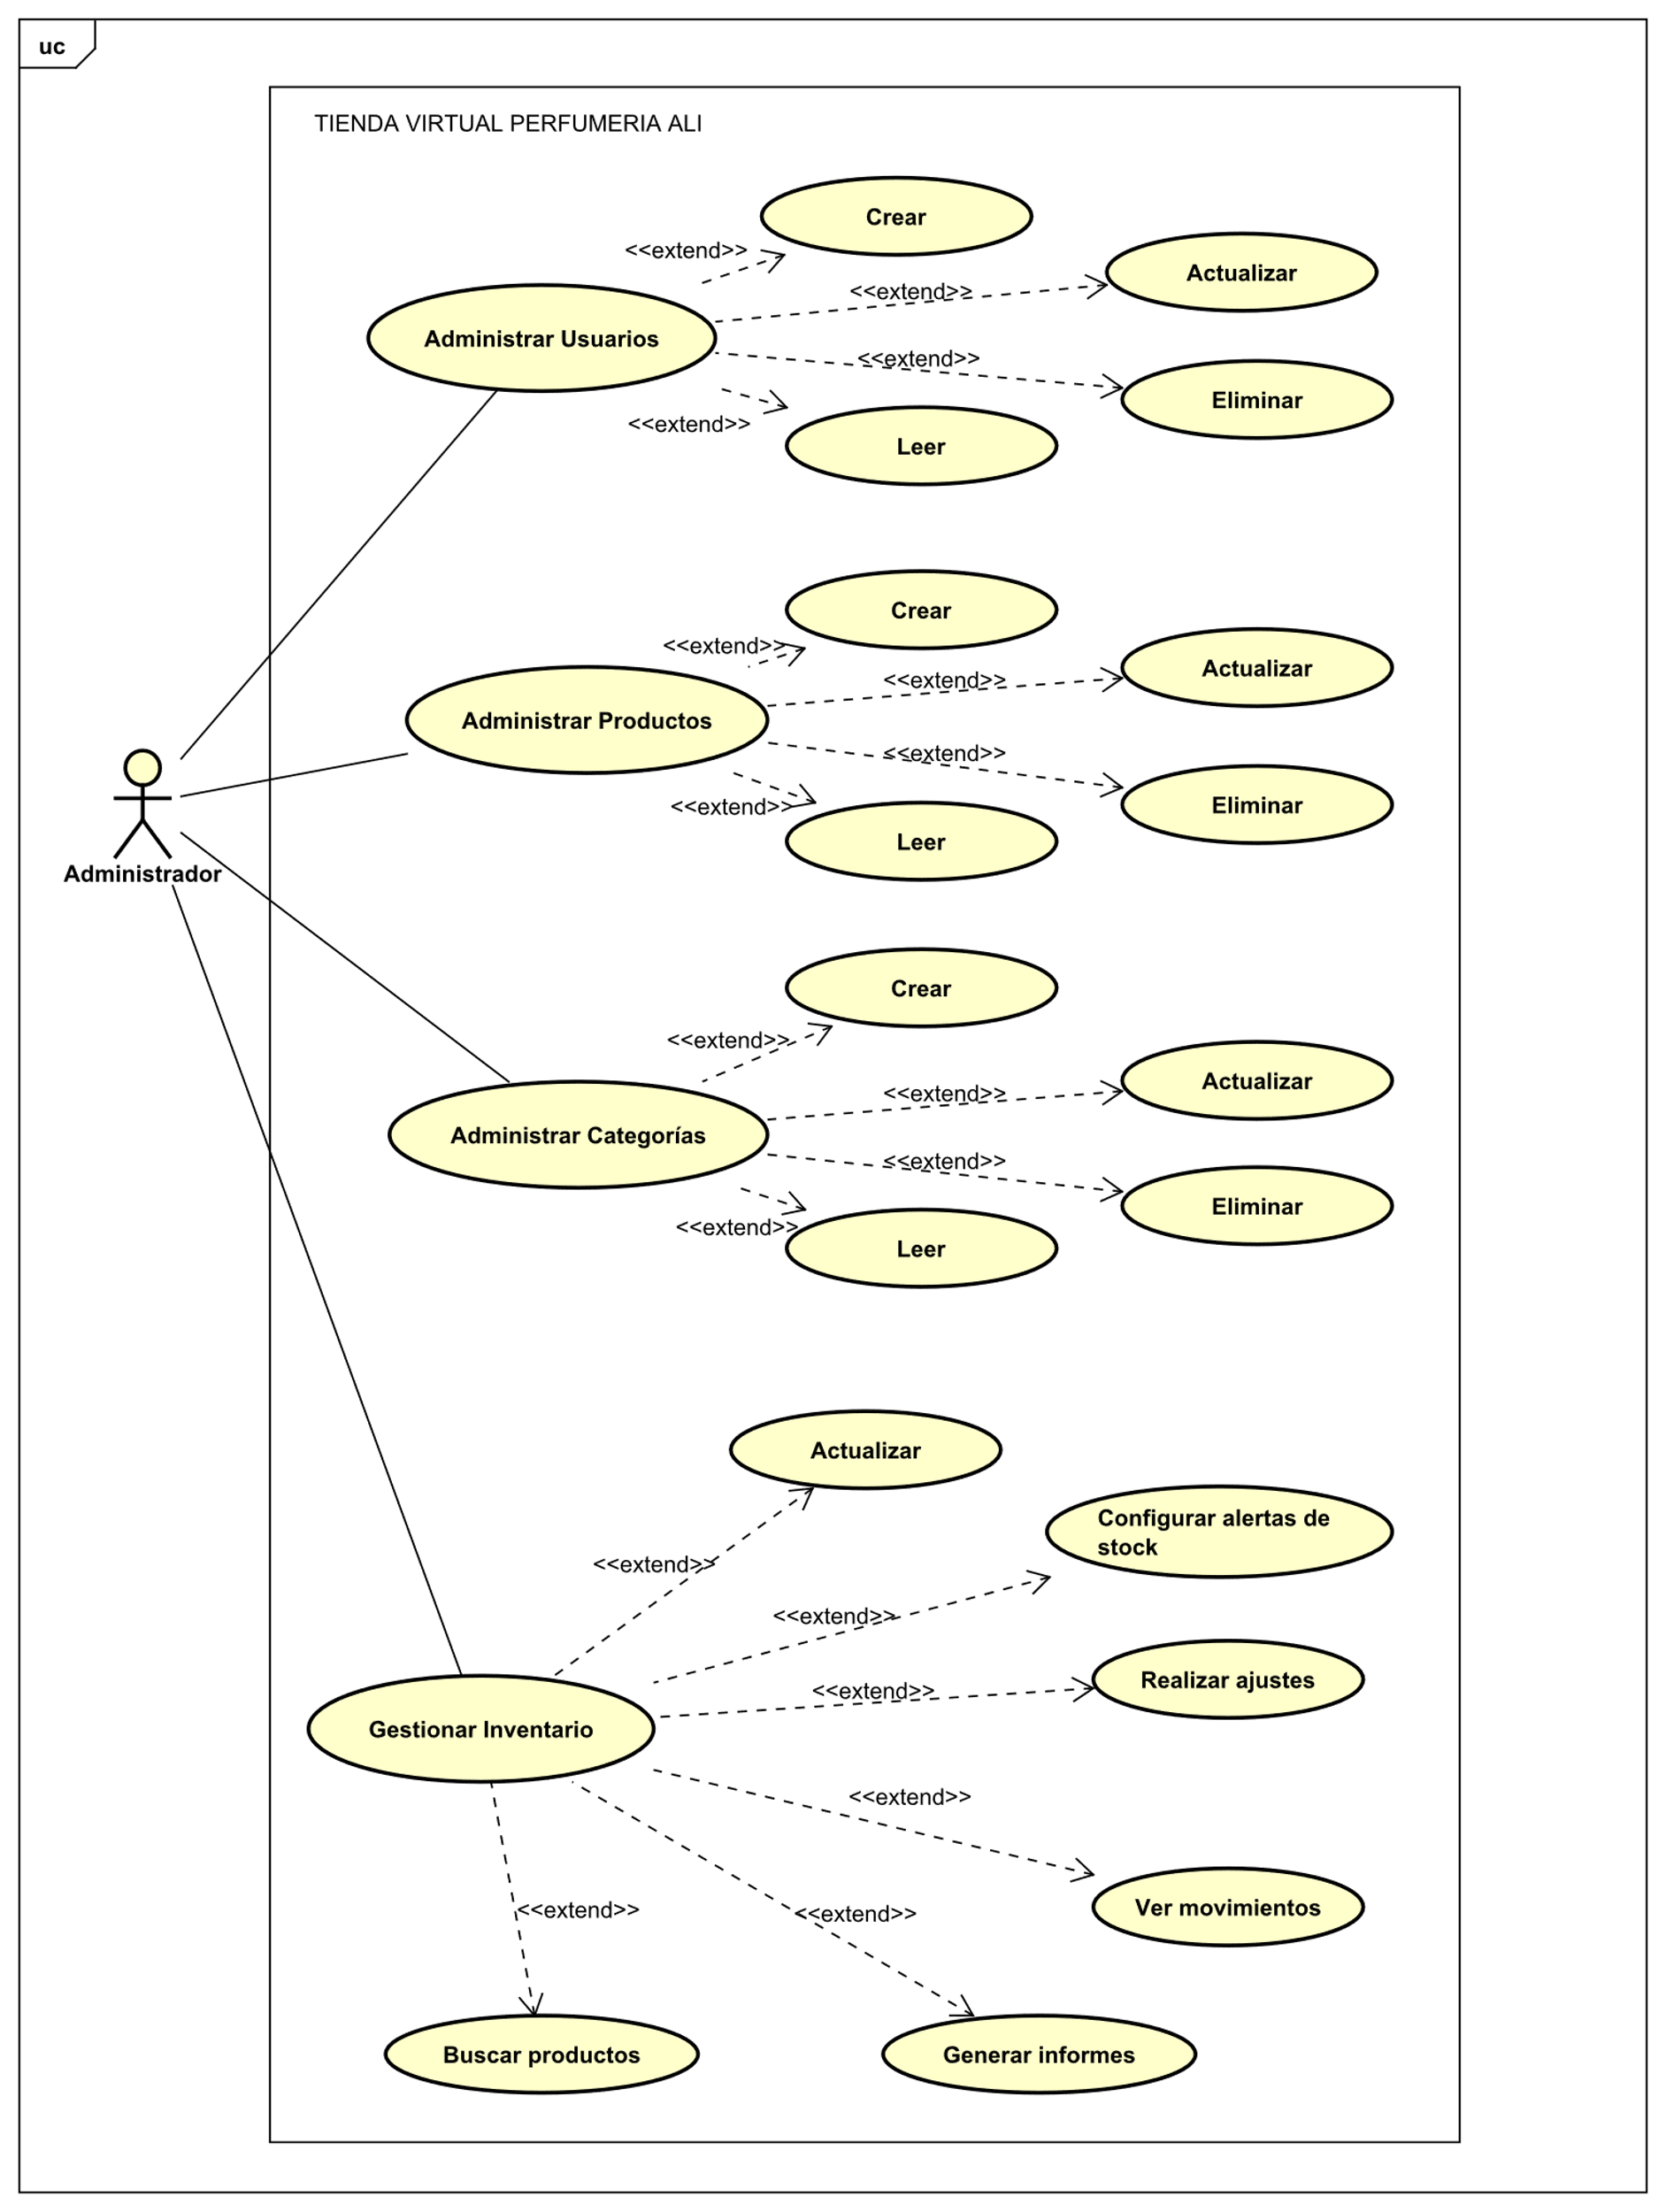 uc
TIENDA VIRTUAL PERFUMERIA ALI
Crear
<<extend>>
Actualizar
<<extend>>
Administrar Usuarios
<<extend>>
Eliminar
<<extend>>
Leer
Crear
<<extend>>
Actualizar
<<extend>>
Administrar Productos
<<extend>>
Eliminar
<<extend>>
Leer
Administrador
Crear
<<extend>>
Actualizar
<<extend>>
Administrar Categorías
<<extend>>
Eliminar
<<extend>>
Leer
Actualizar
Configurar alertas de
stock
<<extend>>
<<extend>>
Realizar ajustes
<<extend>>
Gestionar Inventario
<<extend>>
Ver movimientos
<<extend>>
<<extend>>
Buscar productos
Generar informes